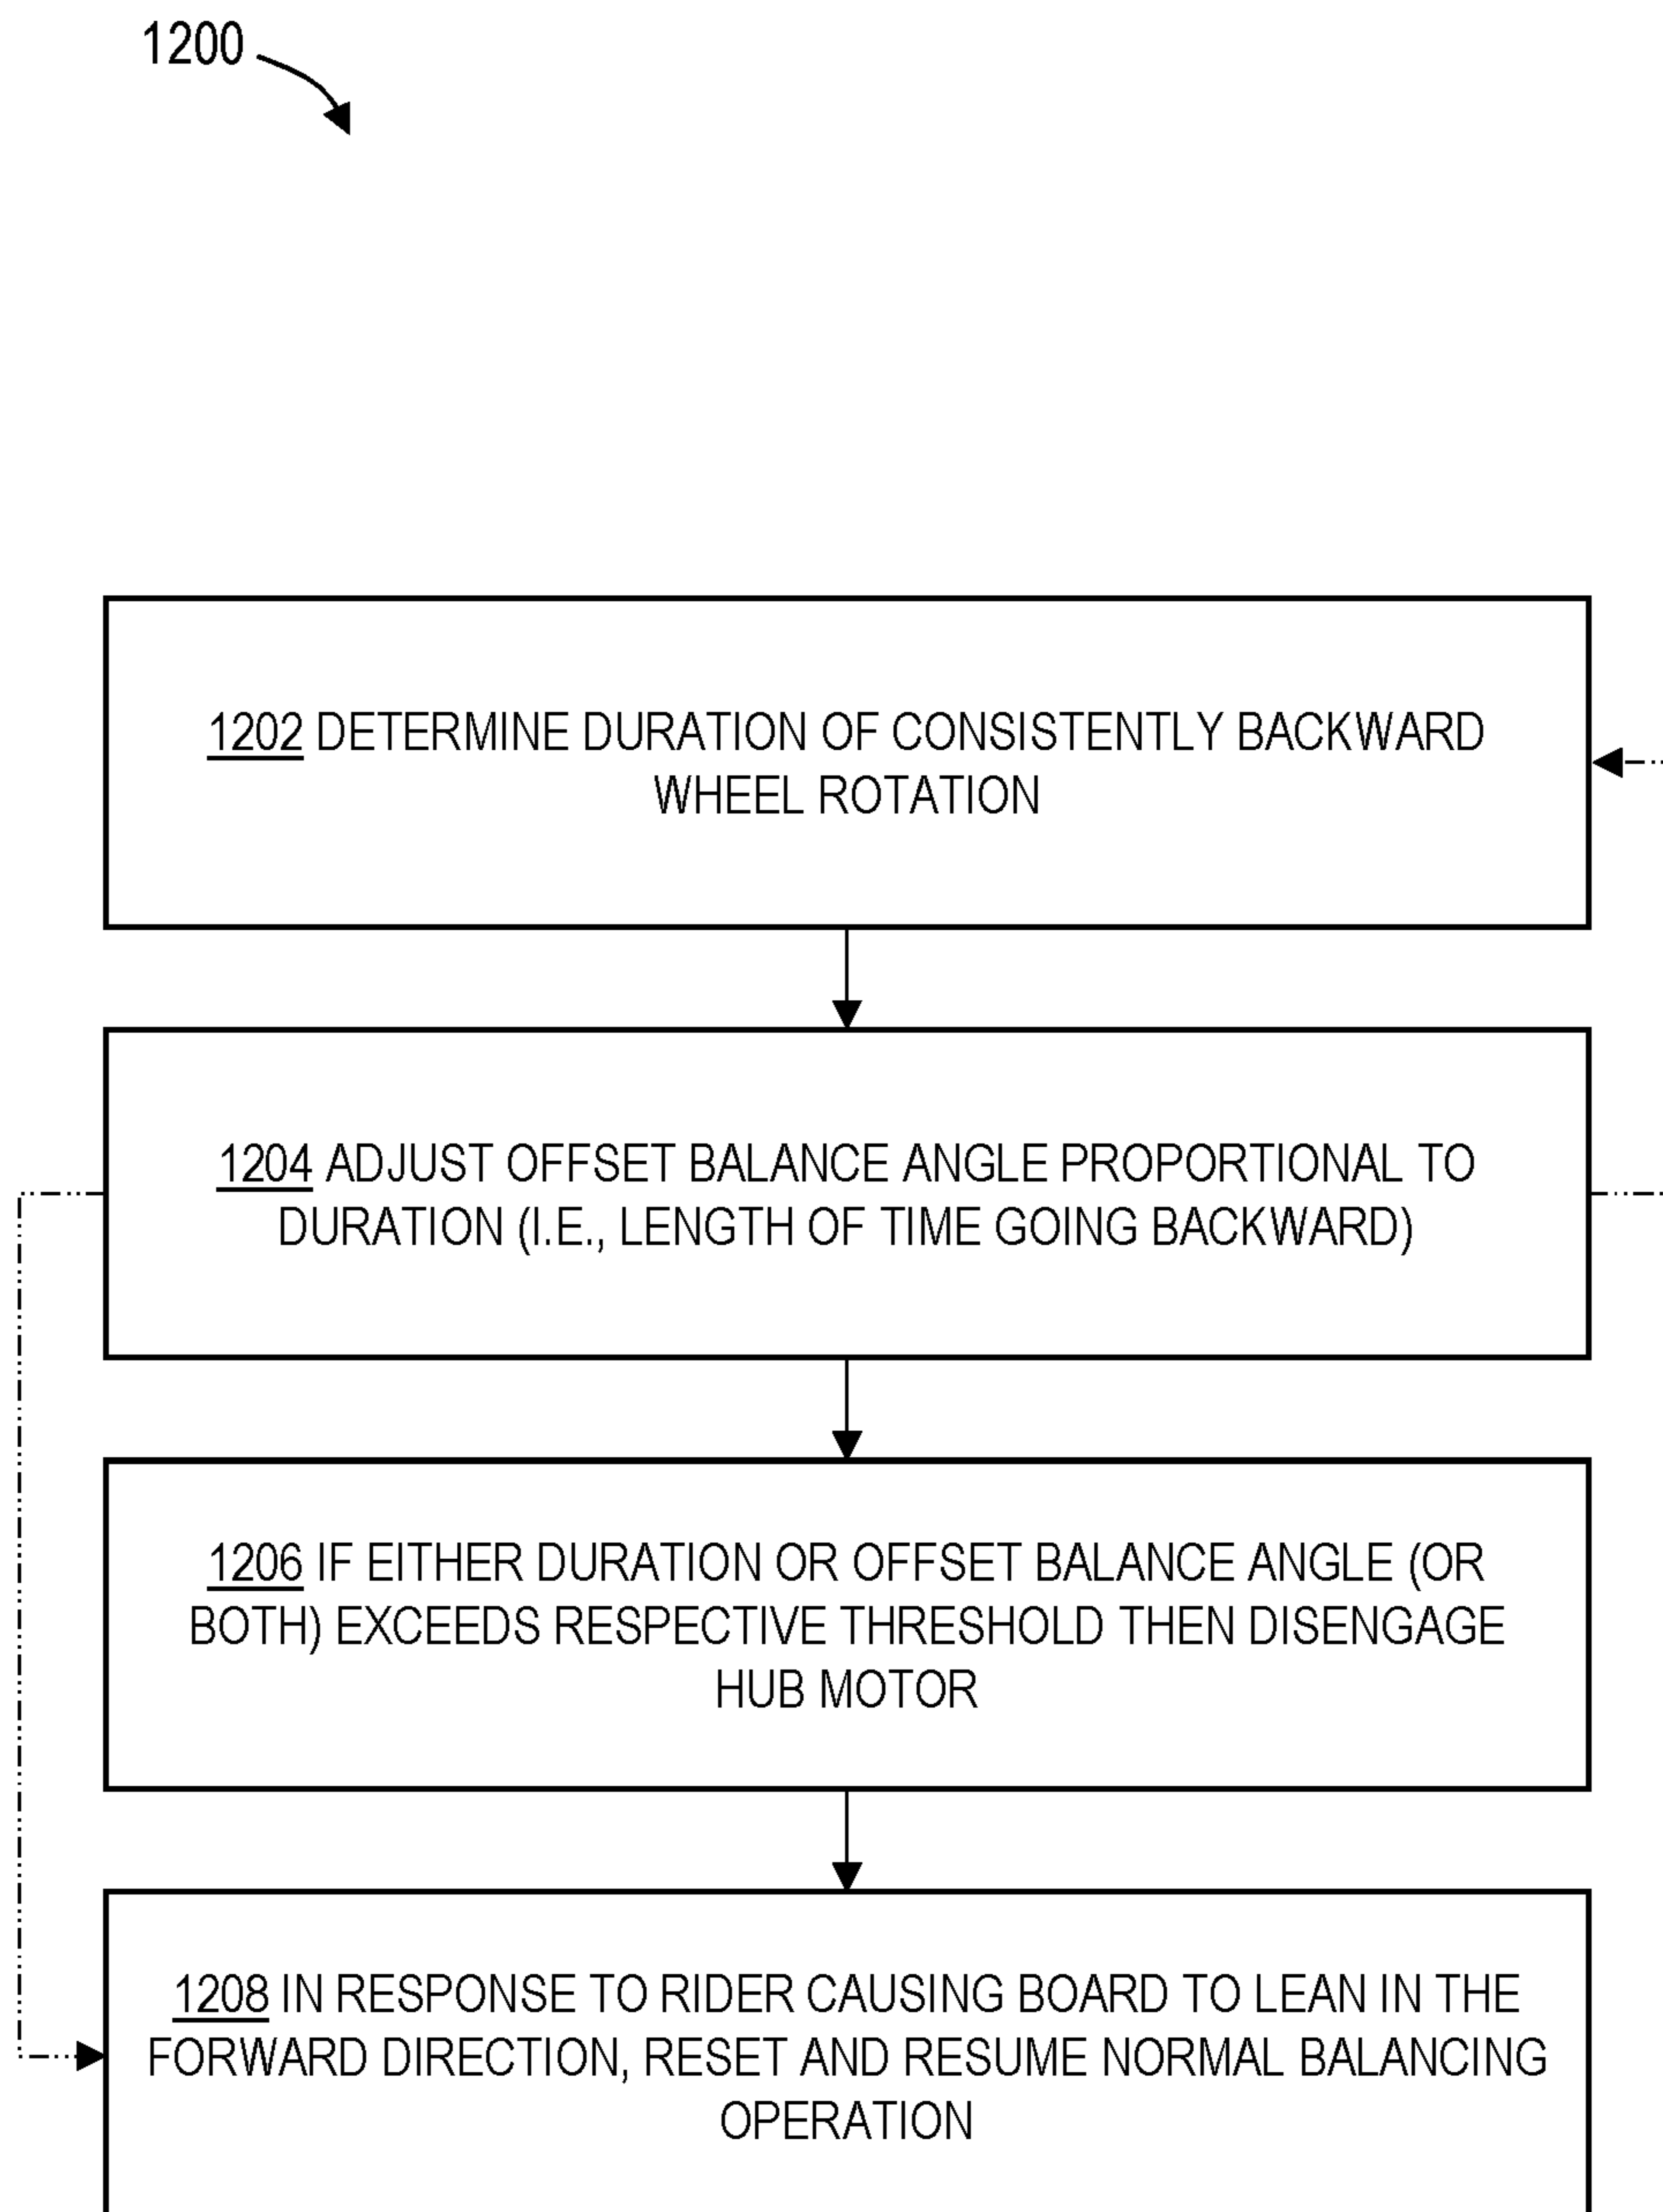 1200
1202 DETERMINE DURATION OF CONSISTENTLY BACKWARD
WHEEL ROTATION
1204 ADJUST OFFSET BALANCE ANGLE PROPORTIONAL TO
DURATION (I.E., LENGTH OF TIME GOING BACKWARD)
1206 IF EITHER DURATION OR OFFSET BALANCE ANGLE (OR
BOTH) EXCEEDS RESPECTIVE THRESHOLD THEN DISENGAGE
HUB MOTOR
1208 IN RESPONSE TO RIDER CAUSING BOARD TO LEAN IN THE
FORWARD DIRECTION, RESET AND RESUME NORMAL BALANCING
OPERATION